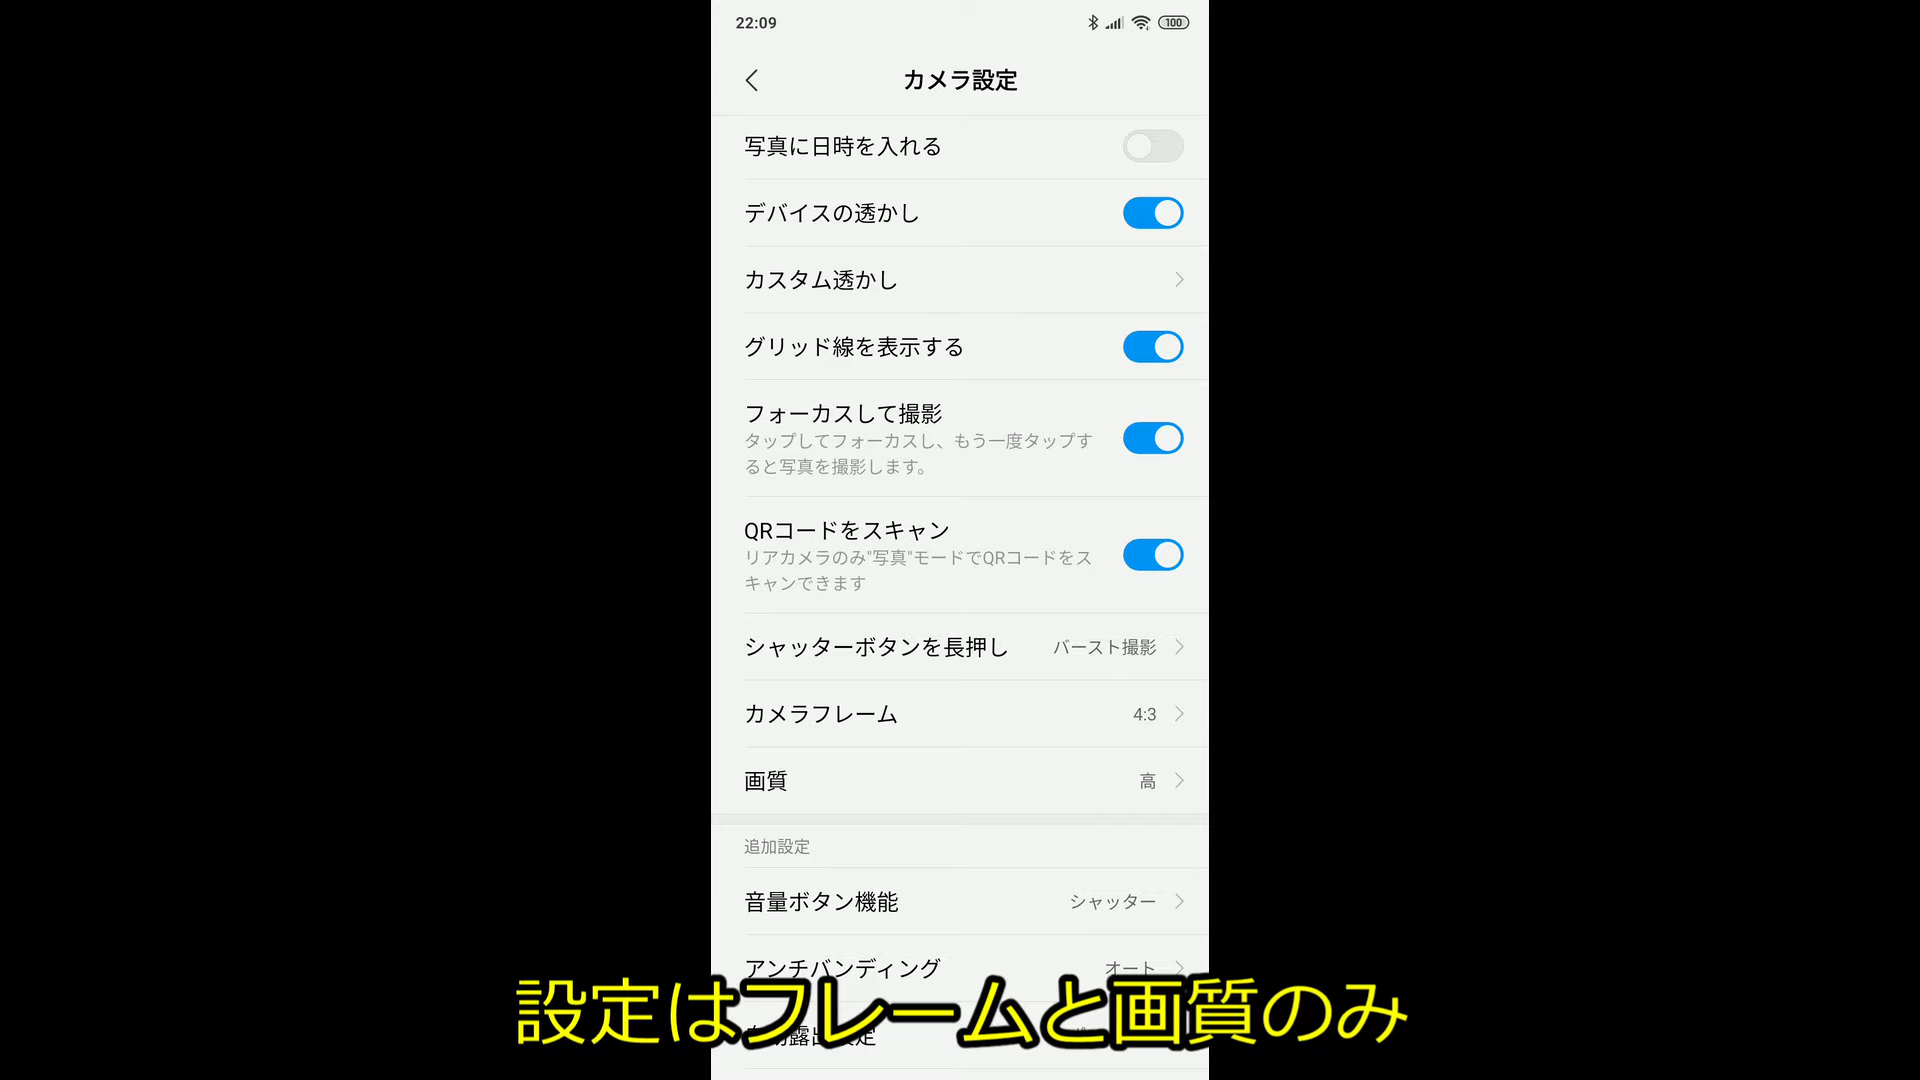 22:09
100
カメラ設定
写真に日時を入れる
デバイスの透かし
カスタム透かし
グリッド線を表示する
フォーカスして撮影
タップしてフォーカスし、もう一度タップす
ると写真を撮影します。
QRコードをスキャン
リアカメラのみ"写真"モードでQRコードをス
キャンできます
シャッターボタンを長押し バースト撮影
カメラフレーム 4:3
画質 高
追加設定
音量ボタン機能 シャッター
アンチバンディング オート
設定はフレームと画質のみ